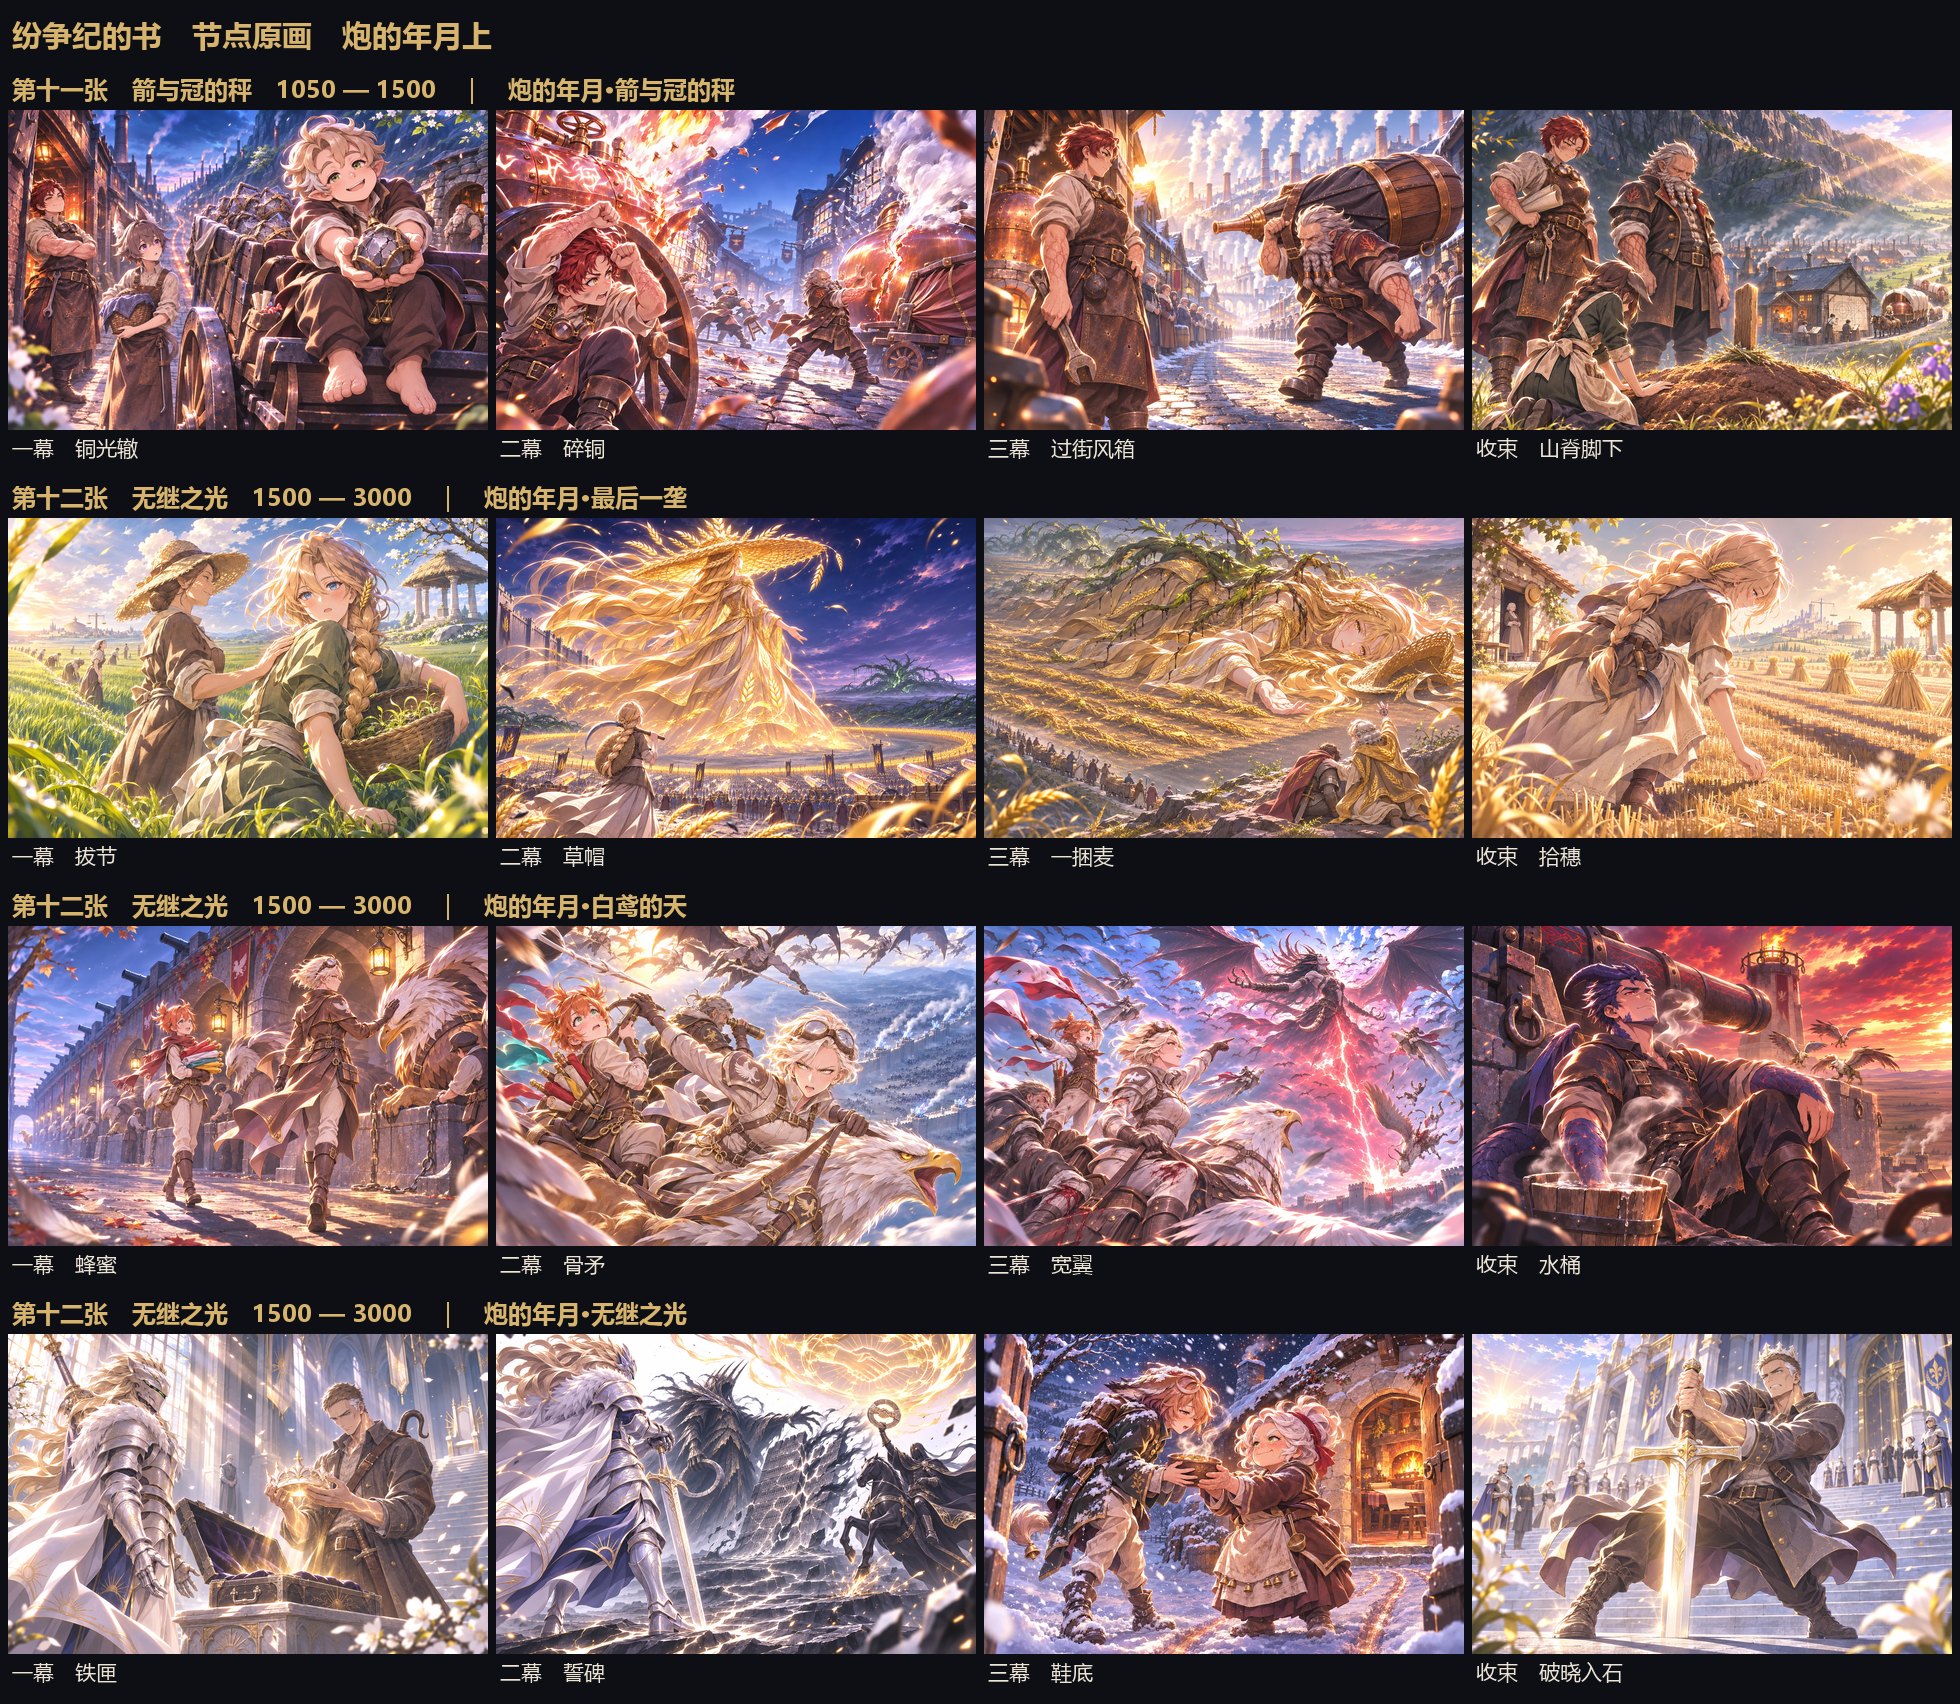 纷争纪的书　节点原画　炮的年月上
第十一张　箭与冠的秤　1050 — 1500　｜　炮的年月·箭与冠的秤
一幕　铜光辙
二幕　碎铜
三幕　过街风箱
收束　山脊脚下
第十二张　无继之光　1500 — 3000　｜　炮的年月·最后一垄
一幕　拔节
二幕　草帽
三幕　一捆麦
收束　拾穗
第十二张　无继之光　1500 — 3000　｜　炮的年月·白鸢的天
一幕　蜂蜜
二幕　骨矛
三幕　宽翼
收束　水桶
第十二张　无继之光　1500 — 3000　｜　炮的年月·无继之光
一幕　铁匣
二幕　誓碑
三幕　鞋底
收束　破晓入石